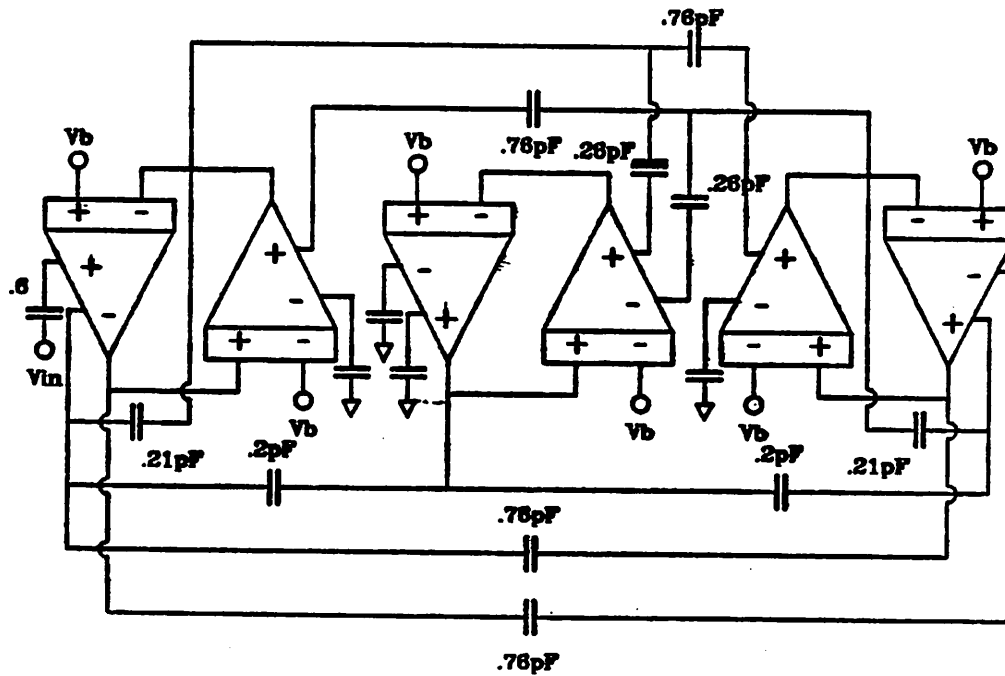 .76pF
Vb
.76pF
Vb
.26pF
Vb
.26pF
+ -
+ -
- +
+
+
-
+
+
-
.6
-
-
+
-
-
+
Vin
+ -
+ -
- +
Vb
Vb
Vb
.21pF
.2pF
.2pF
.21pF
.76pF
.76pF